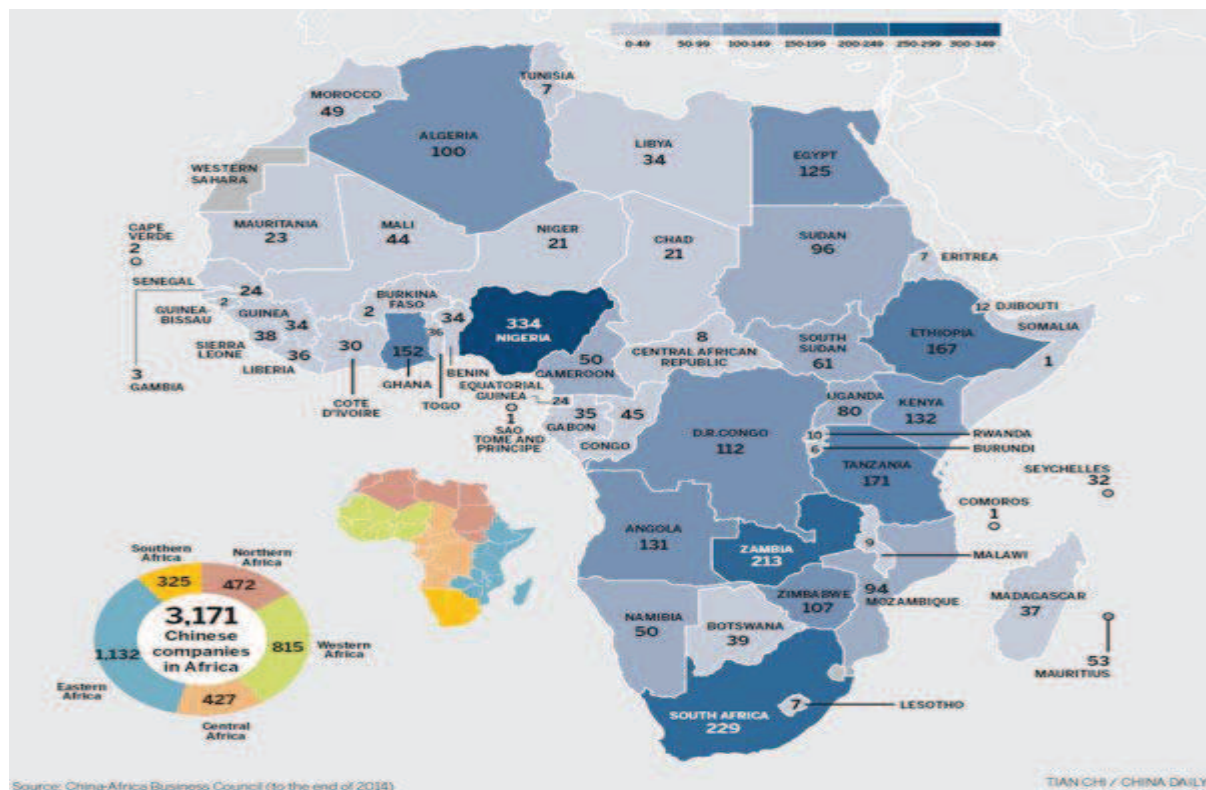 0-49 50-99 100-149 150-199 200-249 250-299 300-349
TUNISIA
7
MOROCCO
49
ALGERIA
100
LIBYA
34
EGYPT
125
WESTERN
SAHARA
CAPE
VERDE
2
MAURITANIA
23
MALI
44
NIGER
21
CHAD
21
SUDAN
96
7 ERITREA
SENEGAL
24
2
GUINEA-
BISSAU
GUINEA
38
34
SIERRA
LEONE
36
LIBERIA
3
GAMBIA
BURKINA
FASO
2
30
COTE
D'IVOIRE
152
GHANA
36
TOGO
34
BENIN
334
NIGERIA
50
CAMEROON
8
CENTRAL AFRICAN
REPUBLIC
SOUTH
SUDAN
61
ETHIOPIA
167
12 DJIBOUTI
SOMALIA
1
EQUATORIAL
GUINEA
24
1
SAO
TOME AND
PRINCIPE
35
GABON
45
CONGO
D.R.CONGO
112
UGANDA
80
KENYA
132
10
RWANDA
6
BURUNDI
TANZANIA
171
SEYCHELLES
32
COMOROS
1
ANGOLA
131
ZAMBIA
213
9
MALAWI
94
MOZAMBIQUE
ZIMBABWE
107
MADAGASCAR
37
53
MAURITIUS
NAMIBIA
50
BOTSWANA
39
SOUTH AFRICA
229
7
LESOTHO
Southern
Africa
325
Northern
Africa
472
3,171
Chinese
companies
in Africa
815
Western
Africa
1,132
Eastern
Africa
427
Central
Africa
Source: China-Africa Business Council (to the end of 2014)
TIAN CHI / CHINA DAILY